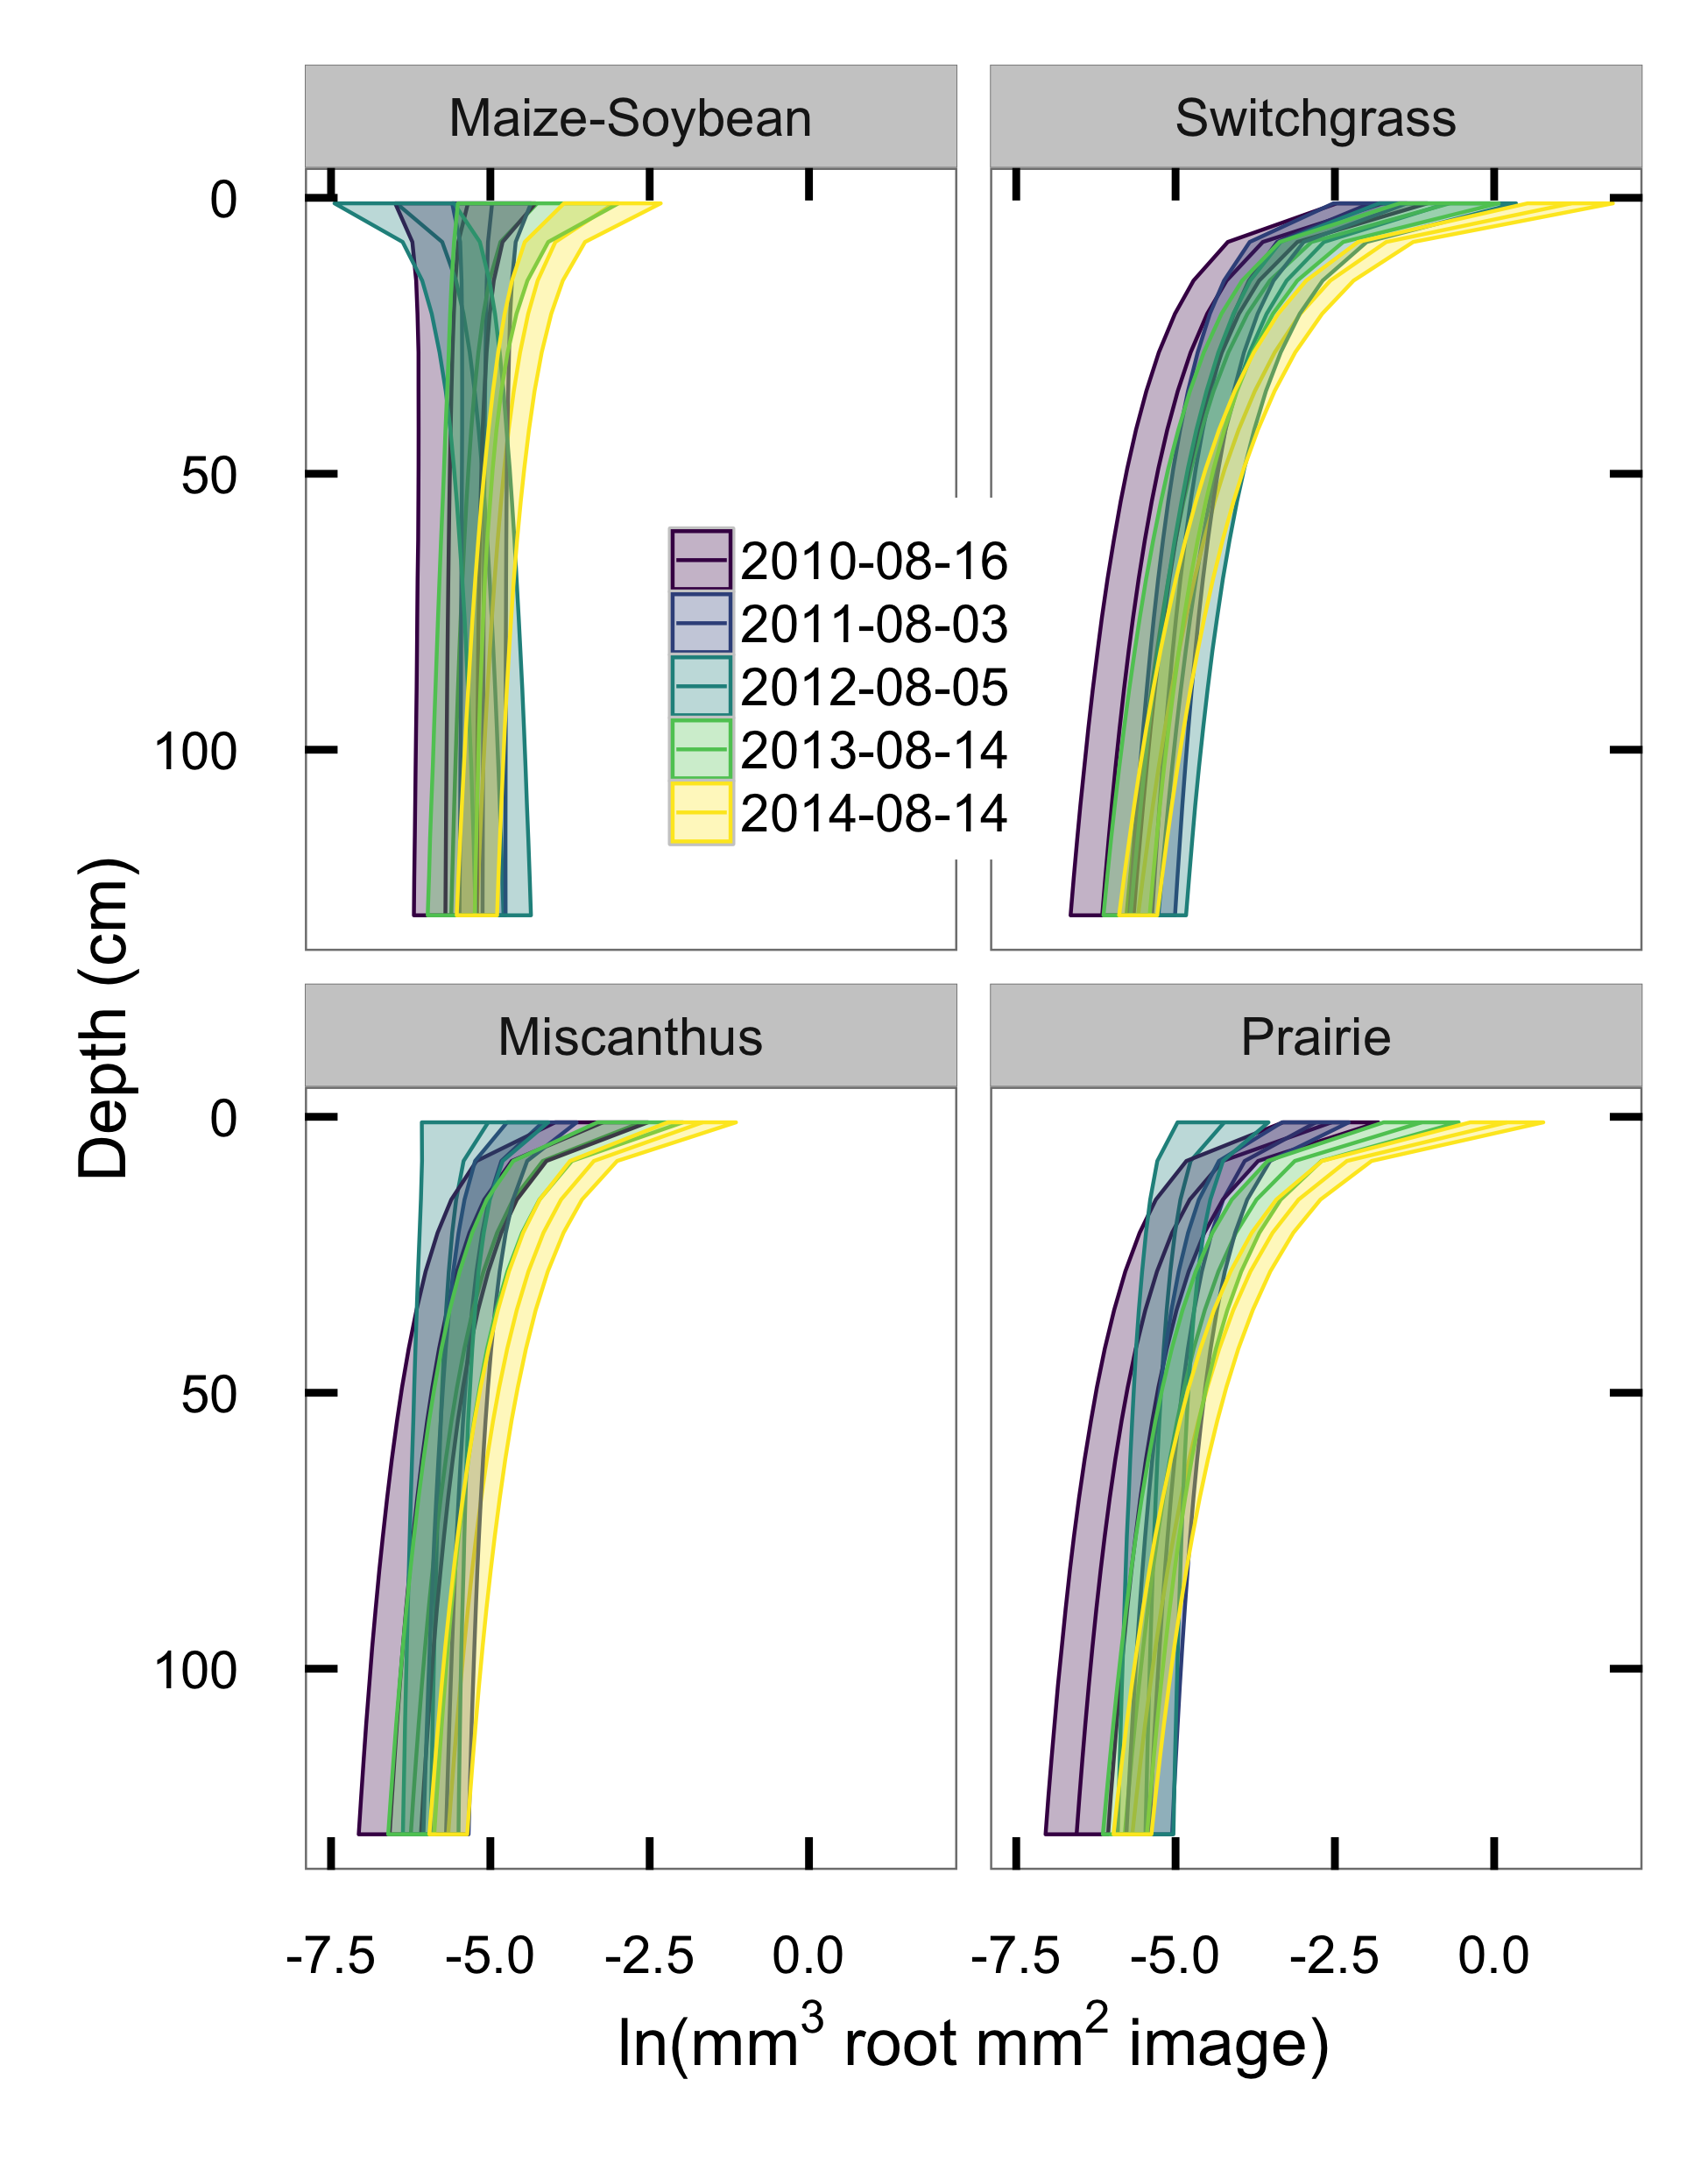 Maize-Soybean
Switchgrass
0
50
100
2010-08-16
2011-08-03
2012-08-05
2013-08-14
2014-08-14
Depth (cm)
Miscanthus
Prairie
0
50
100
-7.5 -5.0 -2.5 0.0
-7.5 -5.0 -2.5 0.0
ln(mm³ root mm² image)